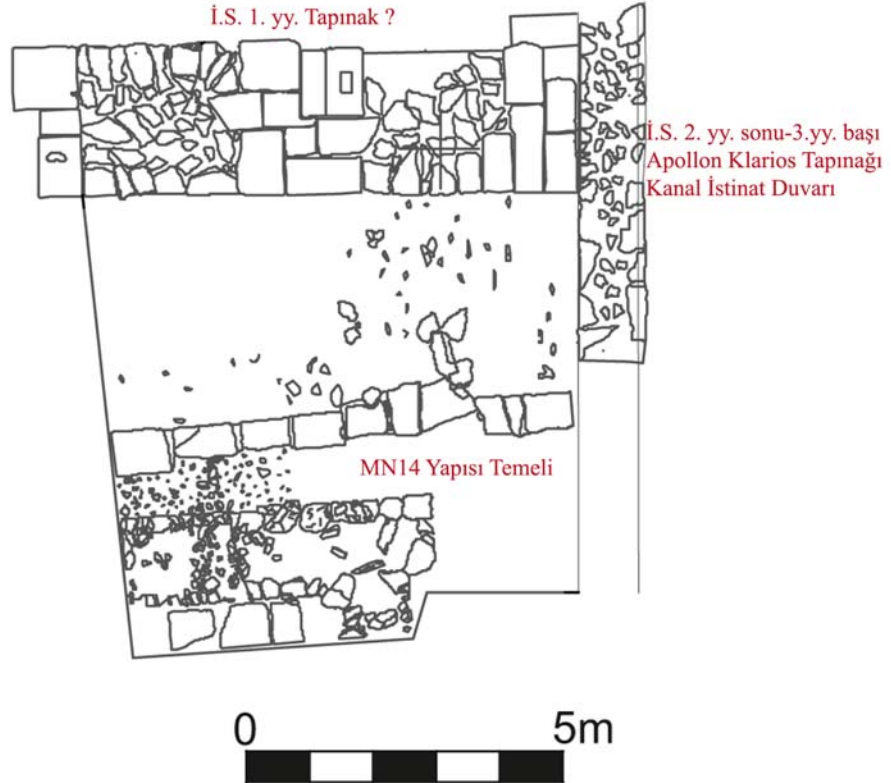 İ.S. 1. yy. Tapınak ?
İ.S. 2. yy. sonu-3.yy. başı
Apollon Klarios Tapınağı
Kanal İstinat Duvarı
MN14 Yapısı Temeli
0 5m